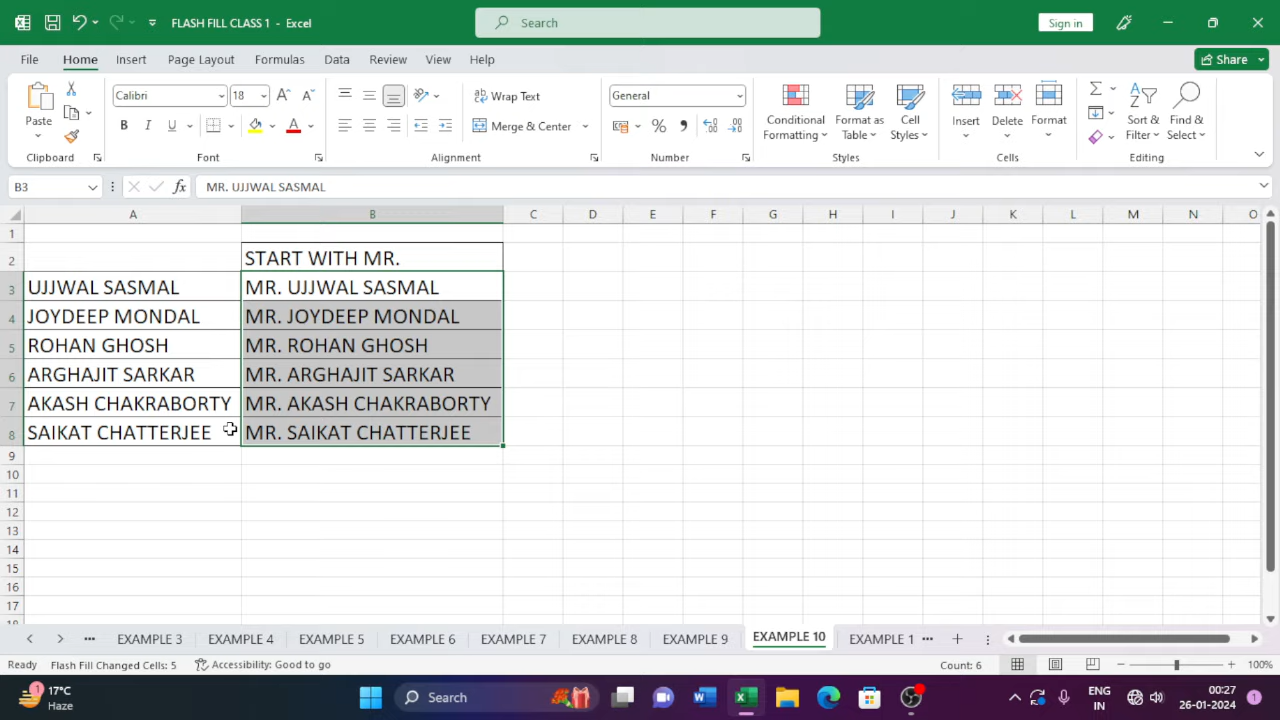 FLASH FILL CLASS 1 - Excel
Search
Sign in
File Home Insert Page Layout Formulas Data Review View Help
Share
Paste
Calibri
18
Wrap Text
Merge & Center
General
Conditional Formatting
Format as Table
Cell Styles
Insert
Delete
Format
Sort & Filter
Find & Select
Clipboard
Font
Alignment
Number
Styles
Cells
Editing
B3
fx
MR. UJJWAL SASMAL
A B C D E F G H I J K L M N O
1
2 START WITH MR.
3 UJJWAL SASMAL MR. UJJWAL SASMAL
4 JOYDEEP MONDAL MR. JOYDEEP MONDAL
5 ROHAN GHOSH MR. ROHAN GHOSH
6 ARGHAJIT SARKAR MR. ARGHAJIT SARKAR
7 AKASH CHAKRABORTY MR. AKASH CHAKRABORTY
8 SAIKAT CHATTERJEE MR. SAIKAT CHATTERJEE
9
10
11
12
13
14
15
16
17
EXAMPLE 3 EXAMPLE 4 EXAMPLE 5 EXAMPLE 6 EXAMPLE 7 EXAMPLE 8 EXAMPLE 9 EXAMPLE 10 EXAMPLE 1
Ready Flash Fill Changed Cells: 5 Accessibility: Good to go Count: 6 100%
1
17°C
Haze
Search
ENG
IN
00:27
26-01-2024
1